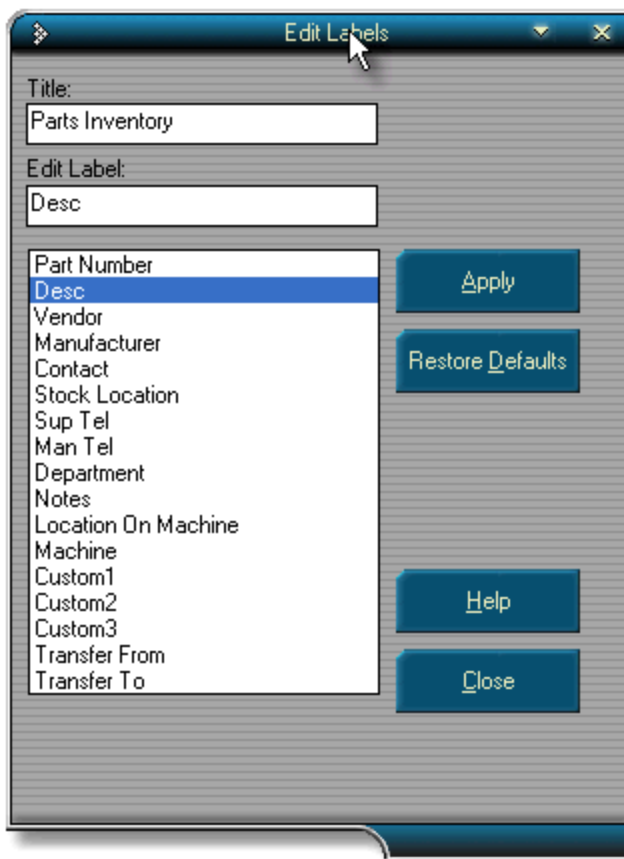 Edit Labels
Title:
Parts Inventory
Edit Label:
Desc
Part Number
Desc
Vendor
Manufacturer
Contact
Stock Location
Sup Tel
Man Tel
Department
Notes
Location On Machine
Machine
Custom1
Custom2
Custom3
Transfer From
Transfer To
Apply
Restore Defaults
Help
Close